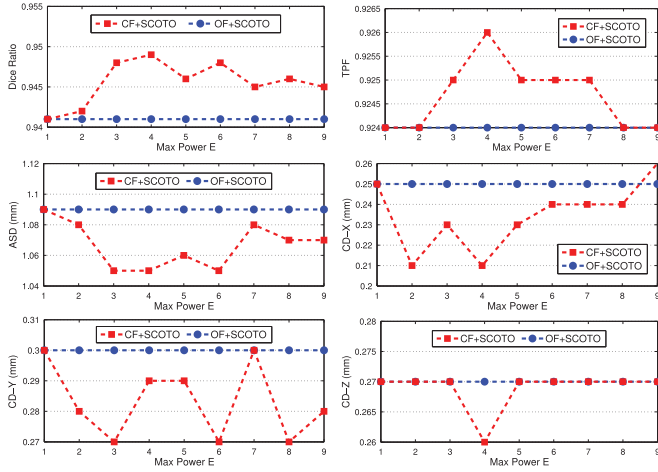 0.955
0.95
0.945
0.94
Dice Ratio
CF+SCOTO
OF+SCOTO
1 2 3 4 5 6 7 8 9
Max Power E
0.9265
0.926
0.9255
0.925
0.9245
0.924
TPF
CF+SCOTO
OF+SCOTO
1 2 3 4 5 6 7 8 9
Max Power E
1.12
1.1
1.08
1.06
1.04
ASD (mm)
CF+SCOTO
OF+SCOTO
1 2 3 4 5 6 7 8 9
Max Power E
0.26
0.25
0.24
0.23
0.22
0.21
0.2
CD−X (mm)
CF+SCOTO
OF+SCOTO
1 2 3 4 5 6 7 8 9
Max Power E
0.31
0.3
0.29
0.28
0.27
CD−Y (mm)
CF+SCOTO
OF+SCOTO
1 2 3 4 5 6 7 8 9
Max Power E
0.28
0.275
0.27
0.265
0.26
CD−Z (mm)
CF+SCOTO
OF+SCOTO
1 2 3 4 5 6 7 8 9
Max Power E